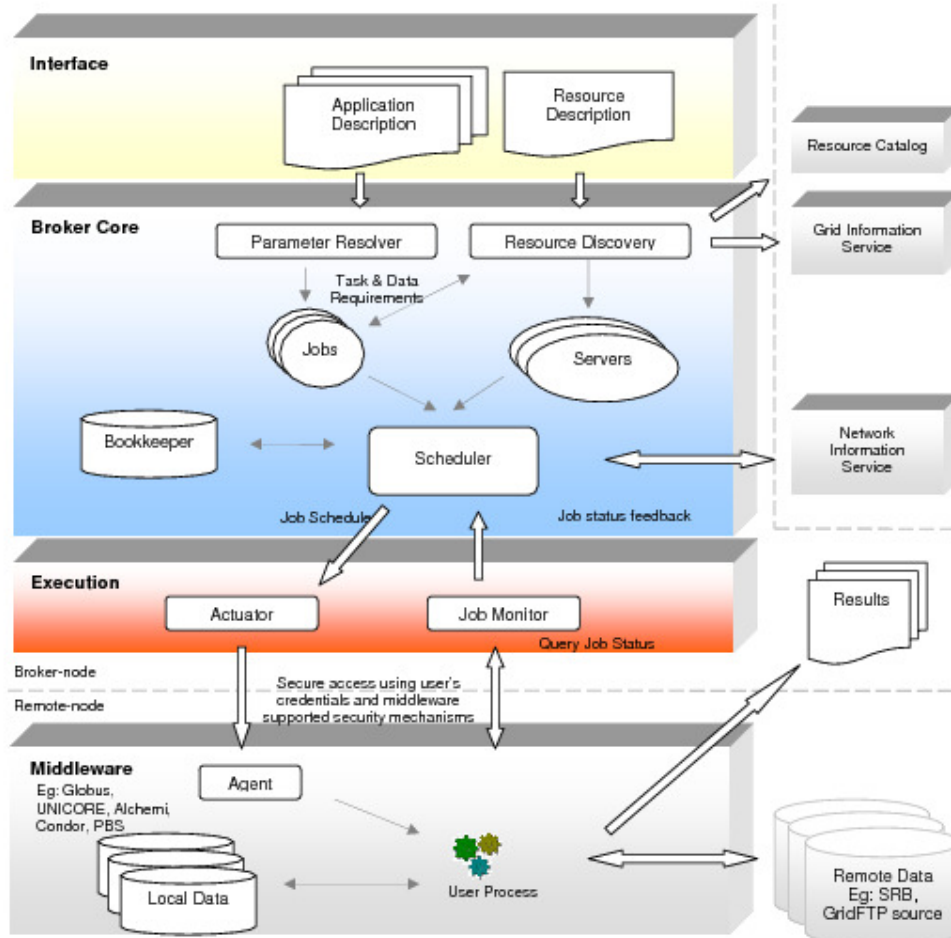 Interface
Application
Description
Resource
Description
Resource Catalog
Broker Core
Parameter Resolver
Resource Discovery
Grid Information
Service
Task & Data
Requirements
Jobs
Servers
Bookkeeper
Scheduler
Network
Information
Service
Job Schedule
Job status feedback
Execution
Actuator
Job Monitor
Query Job Status
Results
Broker-node
Remote-node
Secure access using user's
credentials and middleware
supported security mechanisms
Middleware
Eg: Globus,
UNICORE, Alchemi,
Condor, PBS
Agent
Local Data
User Process
Remote Data
Eg: SRB,
GridFTP source